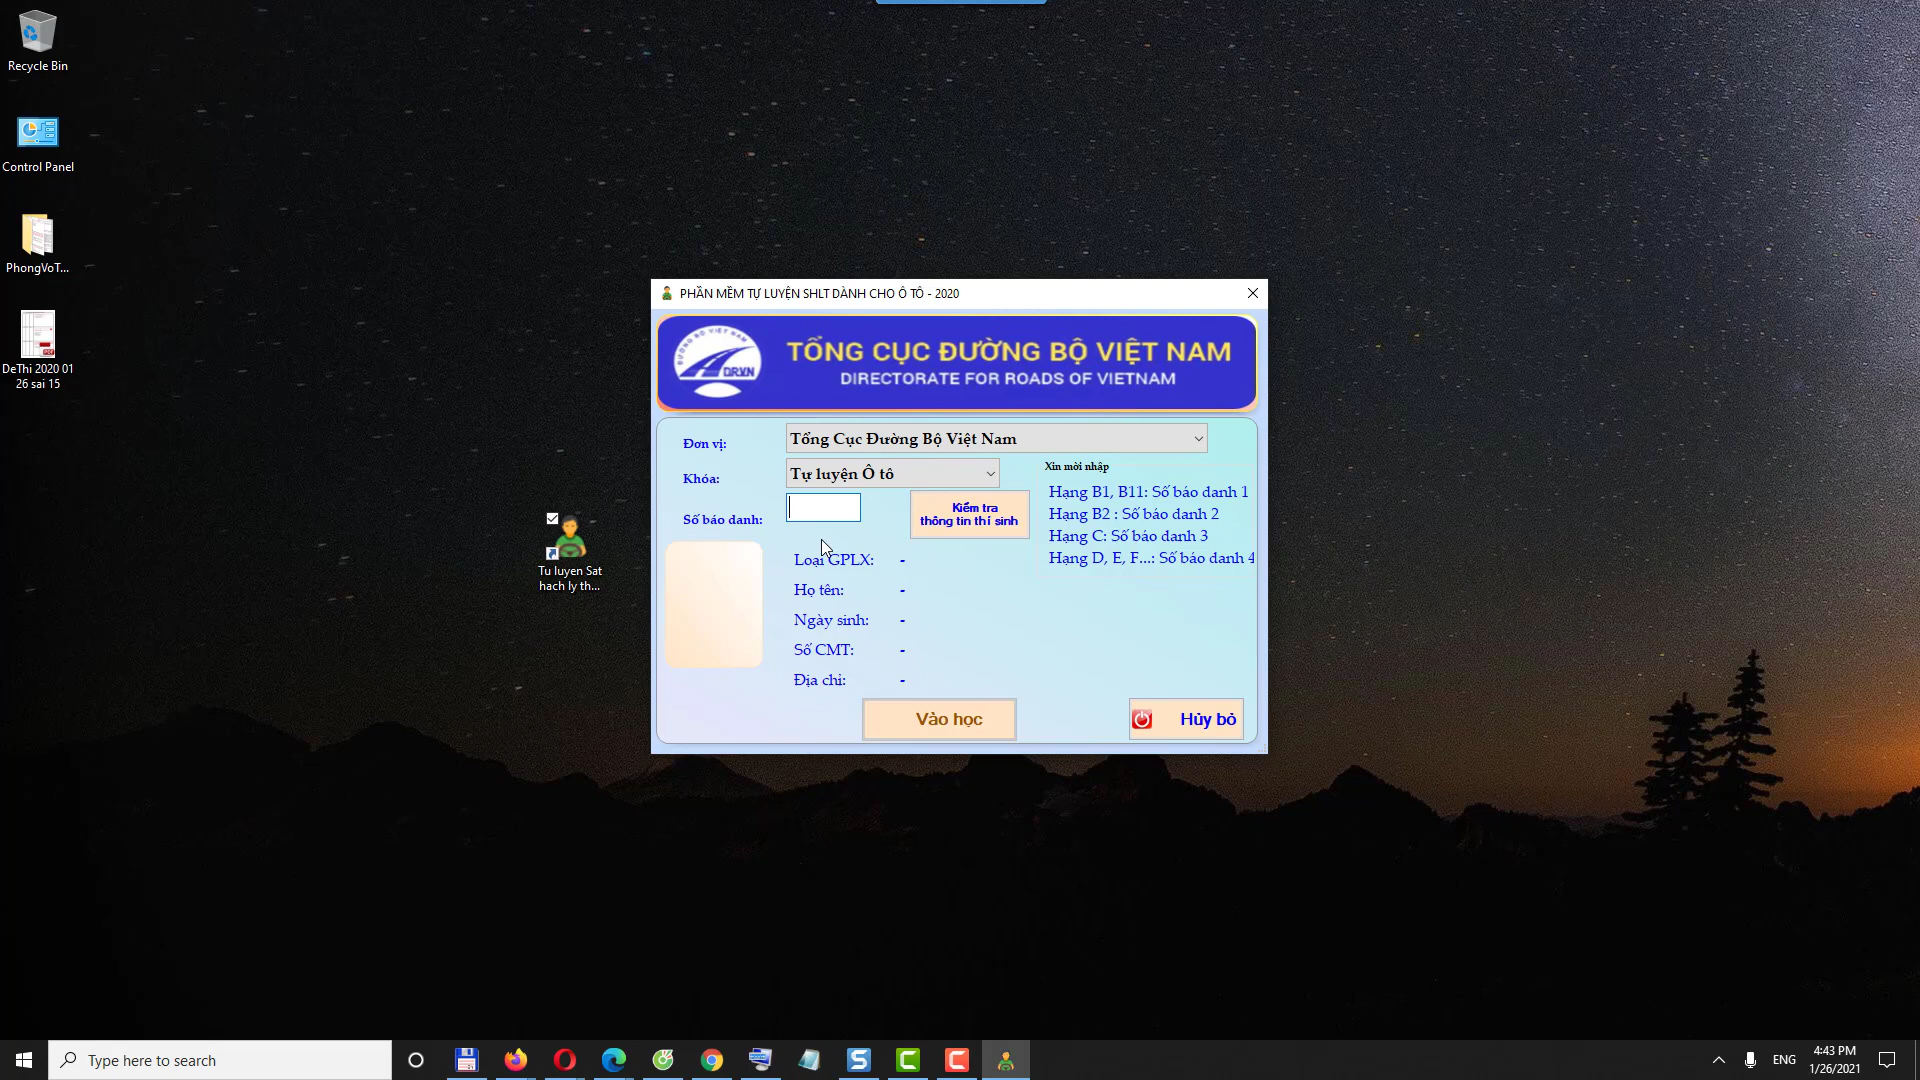 Recycle Bin
Control Panel
PhongVoT...
DeThi 2020 01
26 sai 15
Tu luyen Sat
hach ly th...
PHẦN MỀM TỰ LUYỆN SHLT DÀNH CHO Ô TÔ - 2020
ĐƯỜNG BỘ VIỆT NAM
DRVN
TỔNG CỤC ĐƯỜNG BỘ VIỆT NAM
DIRECTORATE FOR ROADS OF VIETNAM
Đơn vị:
Tổng Cục Đường Bộ Việt Nam
Khóa:
Tự luyện Ô tô
Số báo danh:
Kiểm tra
thông tin thí sinh
Xin mời nhập
Hạng B1, B11: Số báo danh 1
Hạng B2 : Số báo danh 2
Hạng C: Số báo danh 3
Hạng D, E, F...: Số báo danh 4
Loại GPLX: -
Họ tên: -
Ngày sinh: -
Số CMT: -
Địa chỉ: -
Vào học
Hủy bỏ
Type here to search
ENG
4:43 PM
1/26/2021